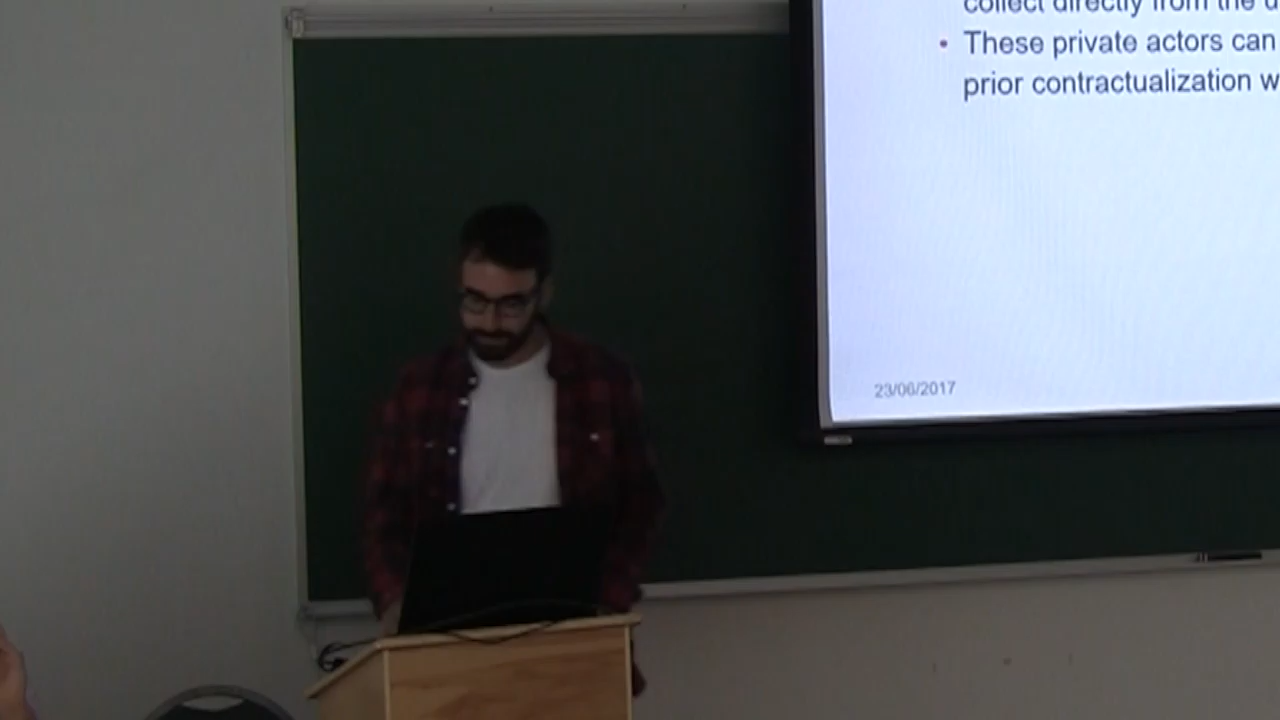 collect directly from the
These private actors can
prior contractualization
23/06/2017